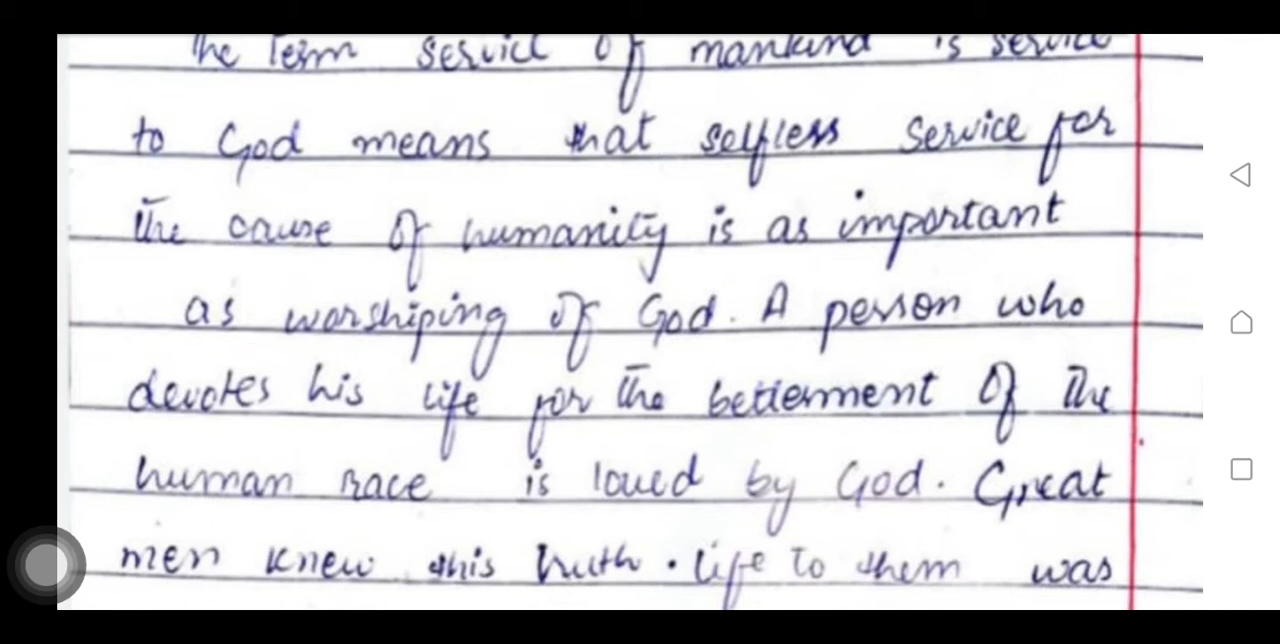 The Term service of mankind is service
to God means that selfless service for
the cause of humanity is as important
as worshiping of God. A person who
devotes his life for the betterment of the
human race is loved by God. Great
men knew this truth. life to them was